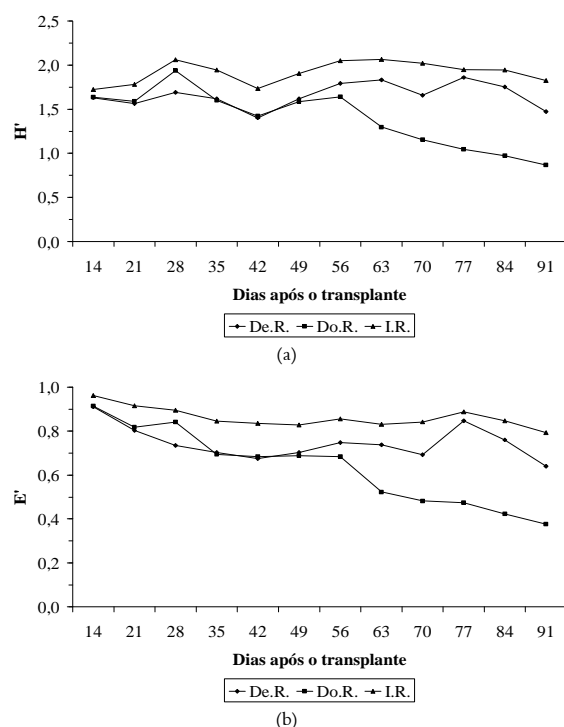 2,5
2,0
1,5
1,0
0,5
0,0
H'
14 21 28 35 42 49 56 63 70 77 84 91
Dias após o transplante
De.R. Do.R. I.R.
(a)
1,0
0,8
0,6
0,4
0,2
0,0
E'
14 21 28 35 42 49 56 63 70 77 84 91
Dias após o transplante
De.R. Do.R. I.R.
(b)